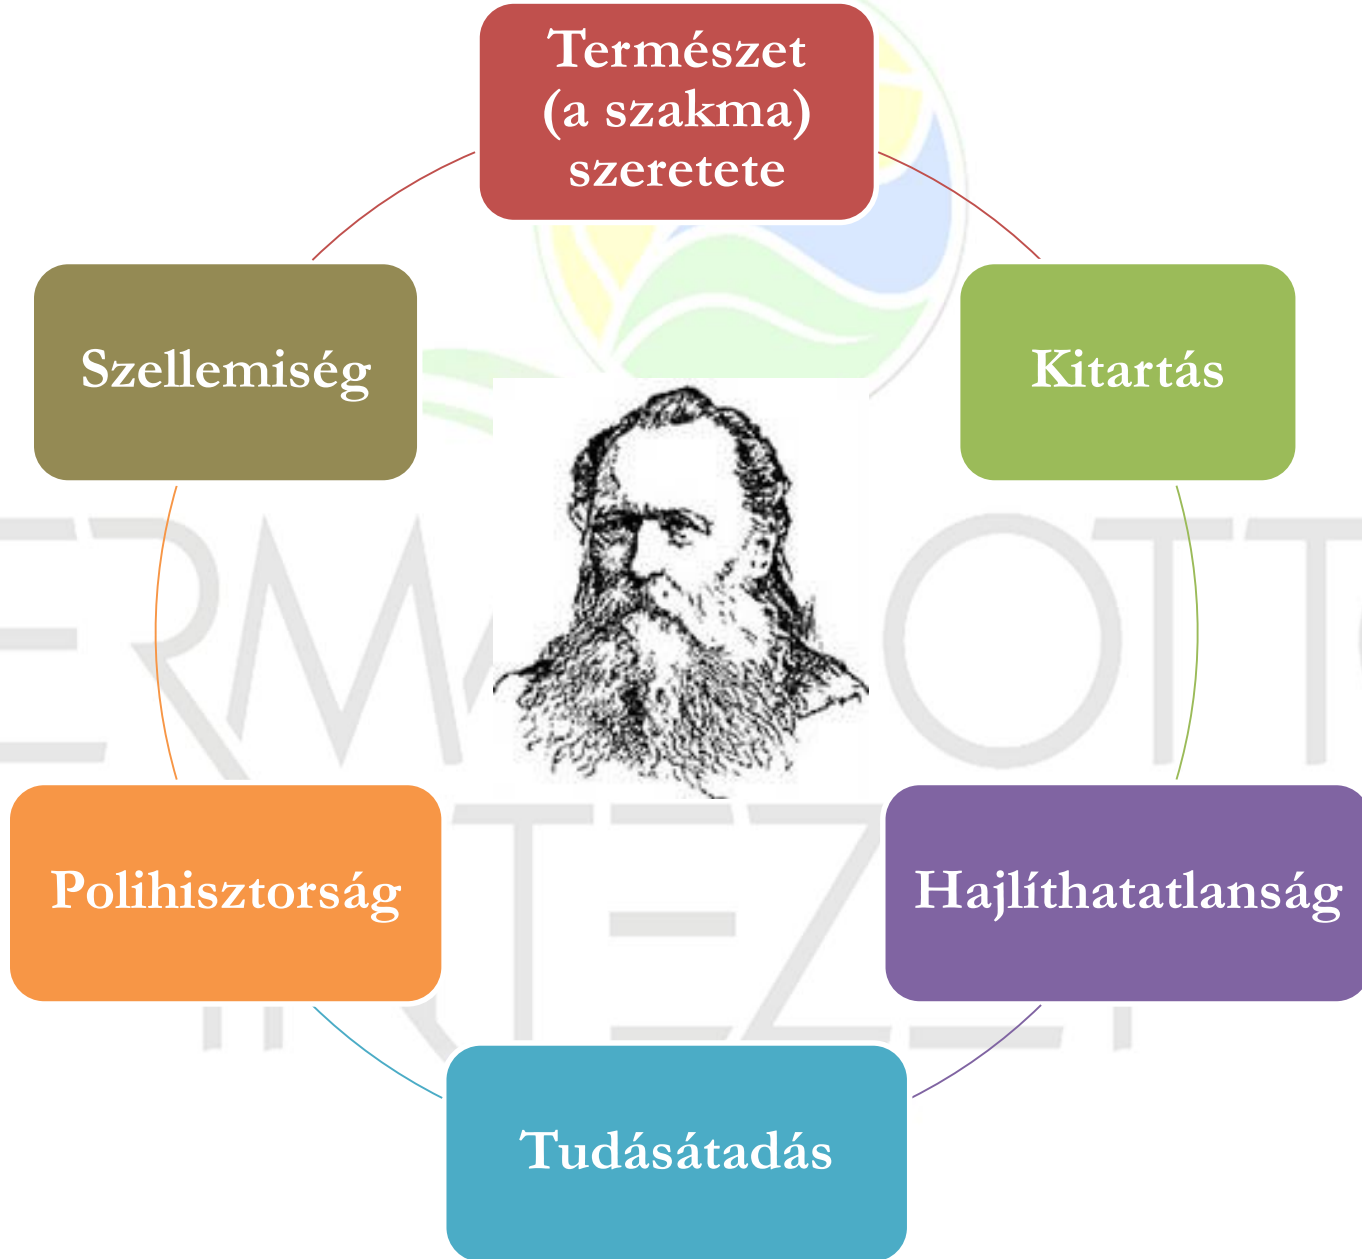 Természet
(a szakma)
szeretete
Szellemiség
Kitartás
Polihisztorság
Hajlíthatatlanság
Tudásátadás